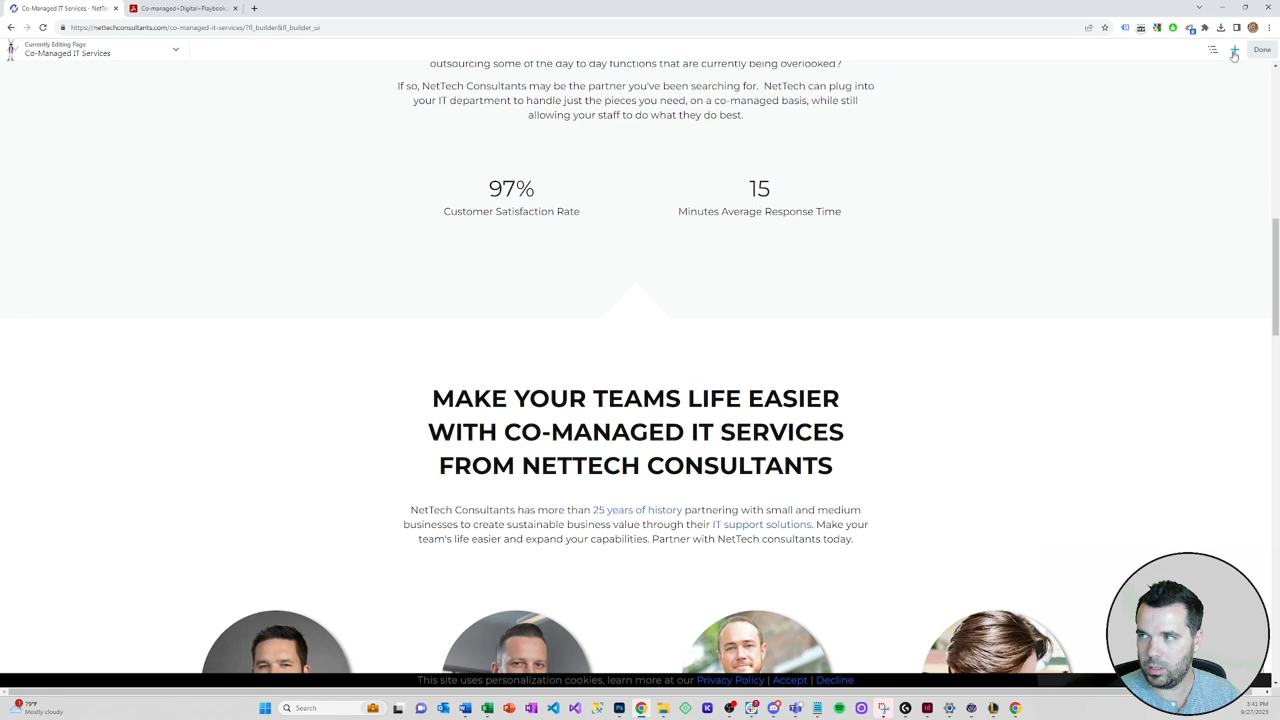 Co-Managed IT Services - NetTe
Co-managed+Digital+Playbook.
https://nettechconsultants.com/co-managed-it-services/?fl_builder&fl_builder_ui
Currently Editing Page
Co-Managed IT Services
Done
outsourcing some of the day to day functions that are currently being overlooked?
If so, NetTech Consultants may be the partner you've been searching for. NetTech can plug into
your IT department to handle just the pieces you need, on a co-managed basis, while still
allowing your staff to do what they do best.
97%
15
Customer Satisfaction Rate
Minutes Average Response Time
MAKE YOUR TEAMS LIFE EASIER
WITH CO-MANAGED IT SERVICES
FROM NETTECH CONSULTANTS
NetTech Consultants has more than 25 years of history partnering with small and medium
businesses to create sustainable business value through their IT support solutions. Make your
team's life easier and expand your capabilities. Partner with NetTech consultants today.
This site uses personalization cookies, learn more at our Privacy Policy | Accept | Decline
79°F
Mostly cloudy
Search
3:41 PM
9/27/2023